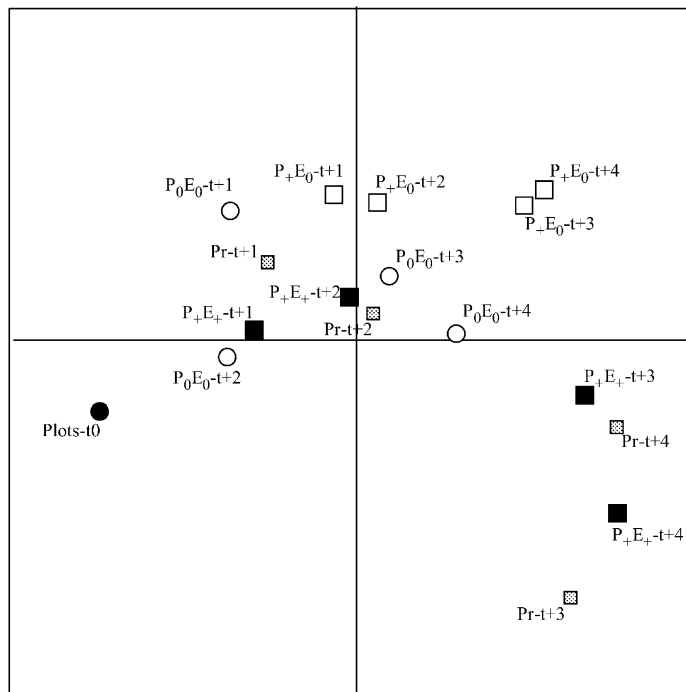 P₊E₀-t+1
P₊E₀-t+4
P₀E₀-t+1
P₊E₀-t+2
P₊E₀-t+3
Pr-t+1
P₀E₀-t+3
P₊E₊-t+2
P₊E₊-t+1
P₀E₀-t+4
Pr-t+2
P₀E₀-t+2
P₊E₊-t+3
Plots-t0
Pr-t+4
P₊E₊-t+4
Pr-t+3